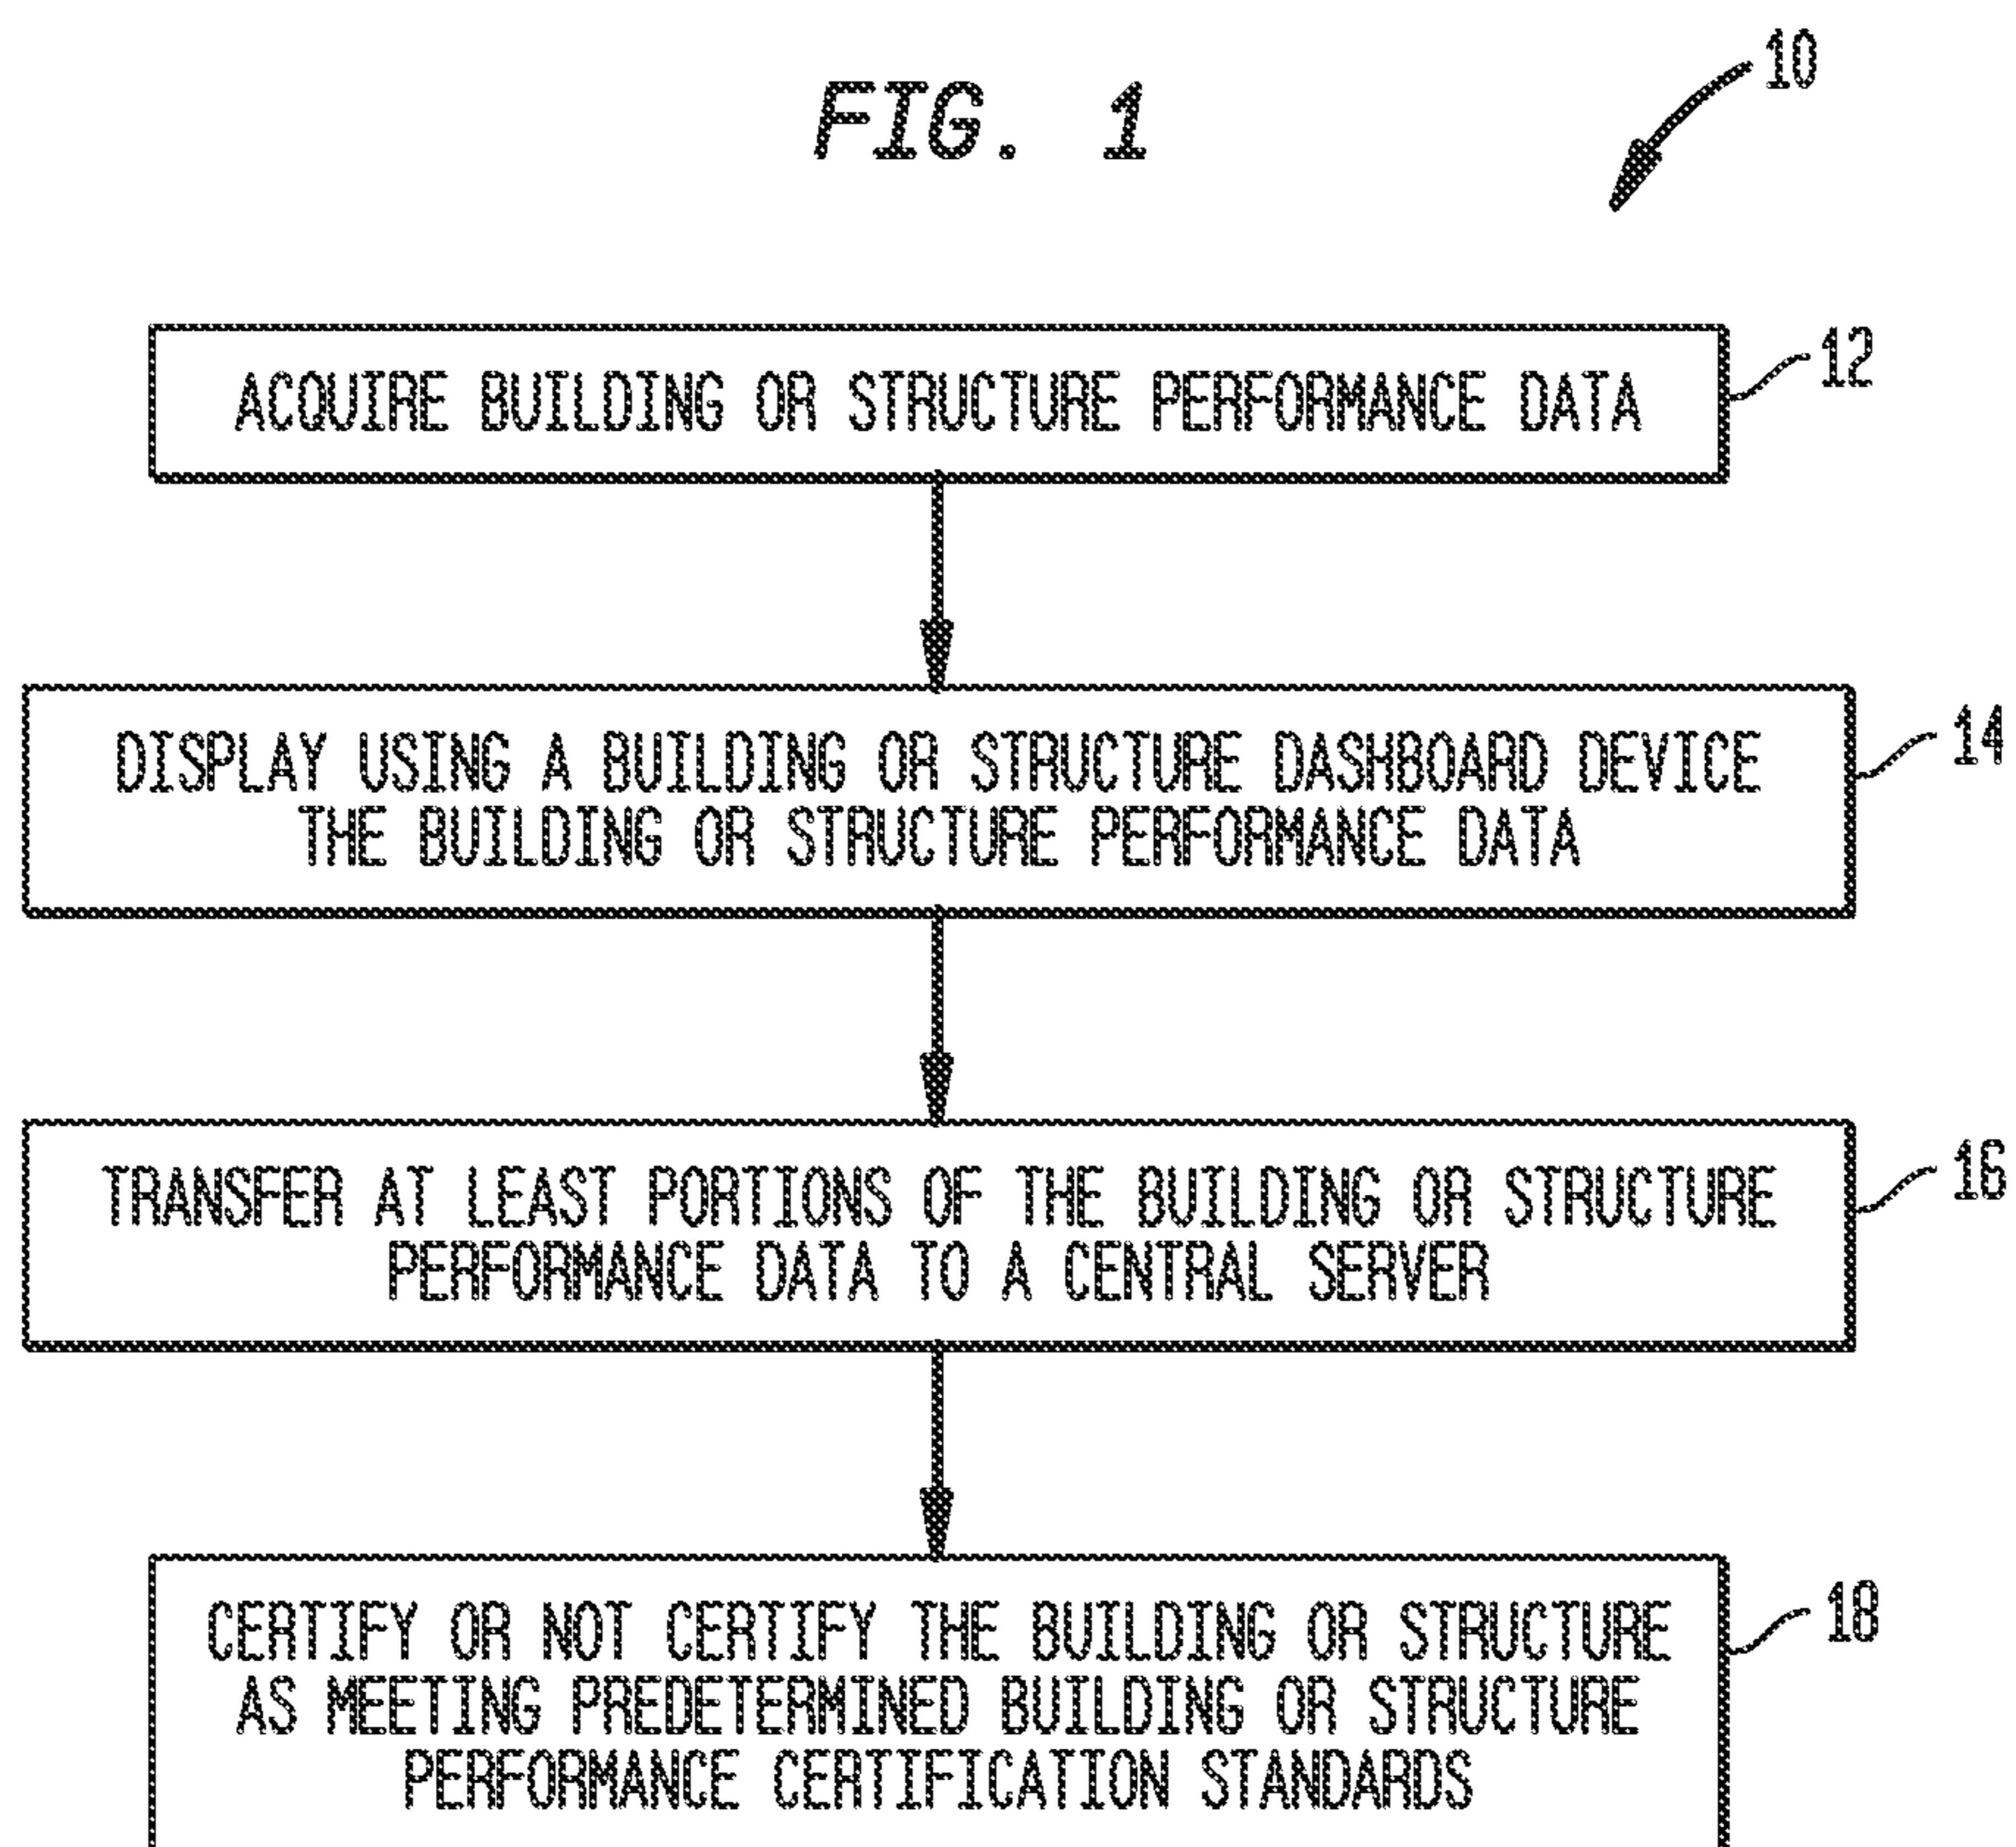 FIG. 1
10
ACQUIRE BUILDING OR STRUCTURE PERFORMANCE DATA
12
DISPLAY USING A BUILDING OR STRUCTURE DASHBOARD DEVICE
THE BUILDING OR STRUCTURE PERFORMANCE DATA
14
TRANSFER AT LEAST PORTIONS OF THE BUILDING OR STRUCTURE
PERFORMANCE DATA TO A CENTRAL SERVER
16
CERTIFY OR NOT CERTIFY THE BUILDING OR STRUCTURE
AS MEETING PREDETERMINED BUILDING OR STRUCTURE
PERFORMANCE CERTIFICATION STANDARDS
18